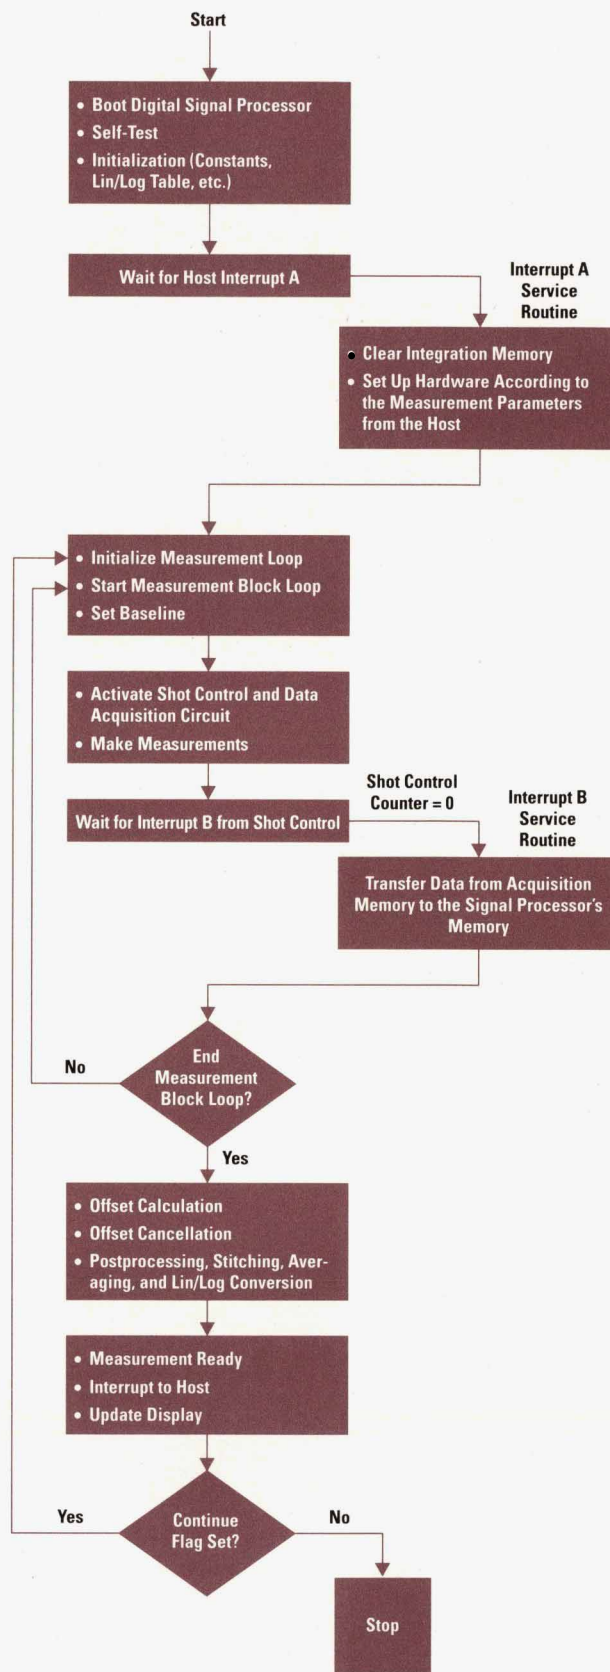 Start
• Boot Digital Signal Processor
• Self-Test
• Initialization (Constants,
Lin/Log Table, etc.)
Wait for Host Interrupt A
Interrupt A
Service
Routine
• Clear Integration Memory
• Set Up Hardware According to
the Measurement Parameters
from the Host
• Initialize Measurement Loop
• Start Measurement Block Loop
• Set Baseline
• Activate Shot Control and Data
Acquisition Circuit
• Make Measurements
Wait for Interrupt B from Shot Control
Shot Control
Counter = 0
Interrupt B
Service
Routine
Transfer Data from Acquisition
Memory to the Signal Processor's
Memory
End
Measurement
Block Loop?
No
Yes
• Offset Calculation
• Offset Cancellation
• Postprocessing, Stitching, Aver-
aging, and Lin/Log Conversion
• Measurement Ready
• Interrupt to Host
• Update Display
Continue
Flag Set?
Yes
No
Stop